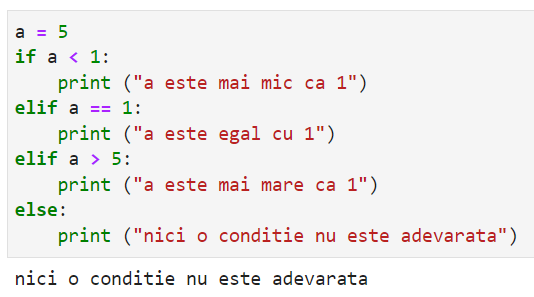 a = 5
if a < 1:
    print ("a este mai mic ca 1")
elif a == 1:
    print ("a este egal cu 1")
elif a > 5:
    print ("a este mai mare ca 1")
else:
    print ("nici o conditie nu este adevarata")
nici o conditie nu este adevarata